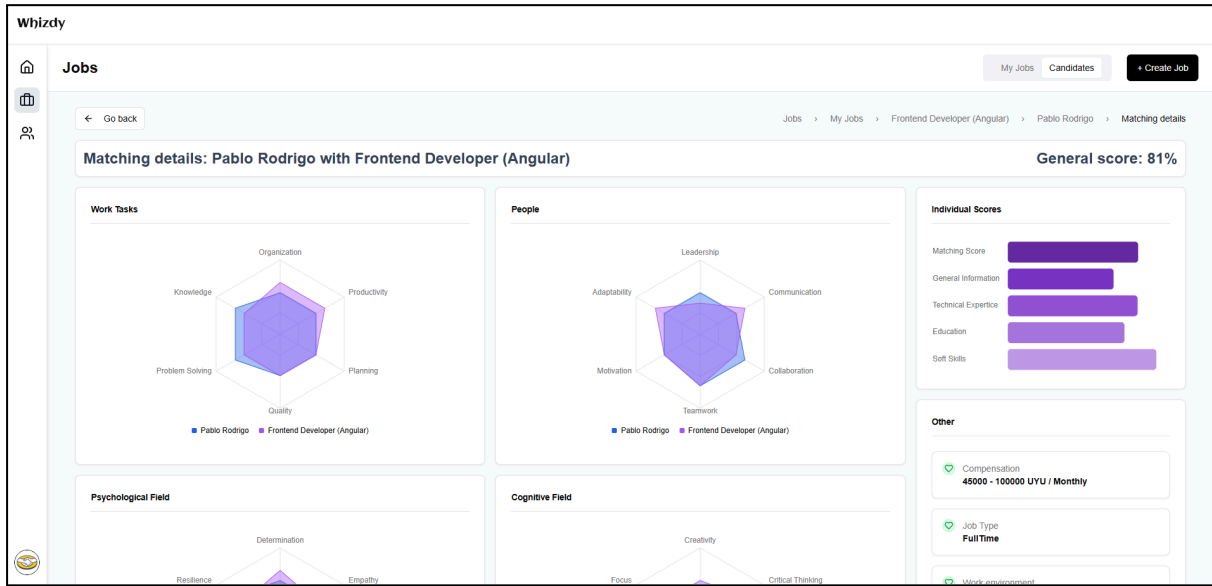 Whizdy
Jobs
My Jobs Candidates + Create Job
← Go back
Jobs > My Jobs > Frontend Developer (Angular) > Pablo Rodrigo > Matching details
Matching details: Pablo Rodrigo with Frontend Developer (Angular)
General score: 81%
Work Tasks
Organization
Knowledge
Productivity
Problem Solving
Planning
Quality
Pablo Rodrigo Frontend Developer (Angular)
People
Leadership
Adaptability
Communication
Motivation
Collaboration
Teamwork
Pablo Rodrigo Frontend Developer (Angular)
Individual Scores
Matching Score
General Information
Technical Expertice
Education
Soft Skills
Psychological Field
Determination
Resilience
Empathy
Cognitive Field
Creativity
Focus
Critical Thinking
Other
Compensation
45000 - 100000 UYU / Monthly
Job Type
FullTime
Work environment